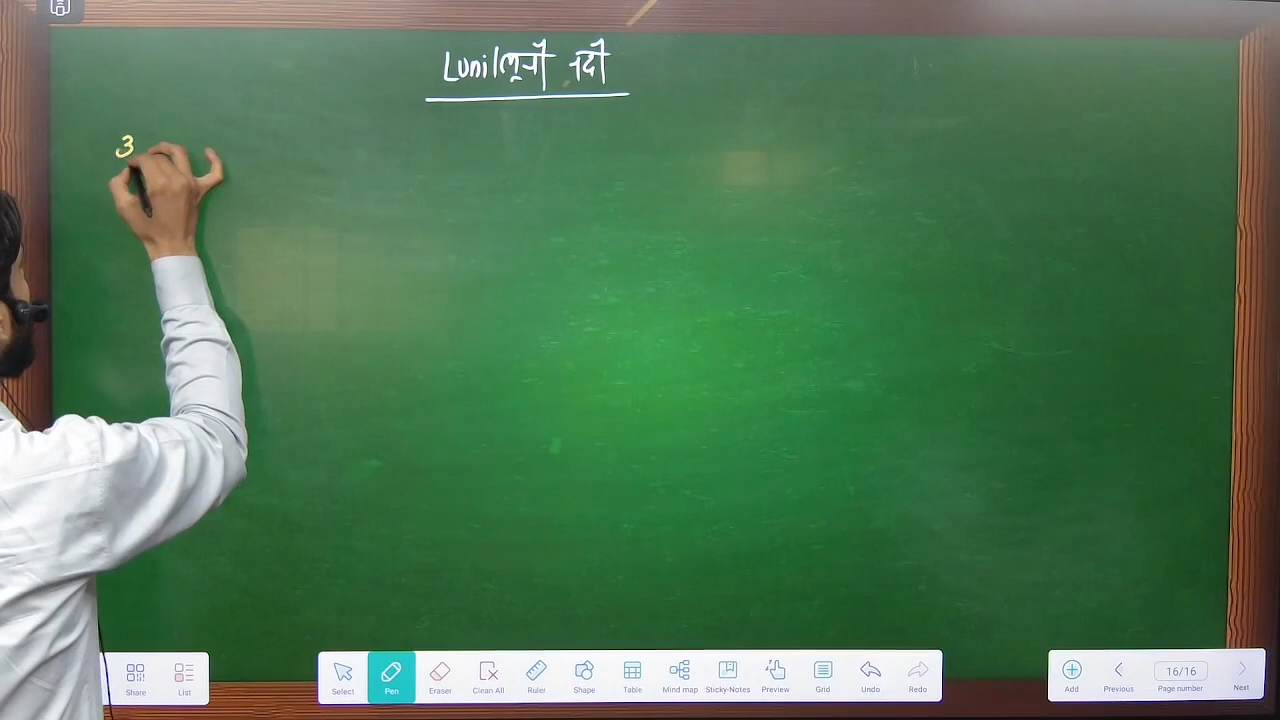 Luni/लूनी नदी
3
Share
List
Select
Pen
Eraser
Clean All
Ruler
Shape
Table
Mind map
Sticky-Notes
Preview
Grid
Undo
Redo
Add
Previous
16/16
Page number
Next